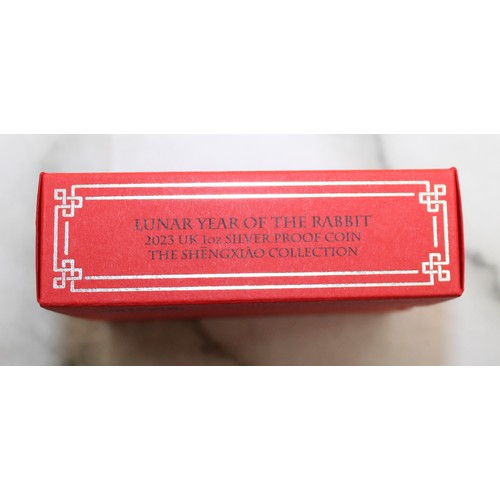 LUNAR YEAR OF THE RABBIT
2023 UK 1OZ SILVER PROOF COIN
THE SHĒNGXIÀO COLLECTION